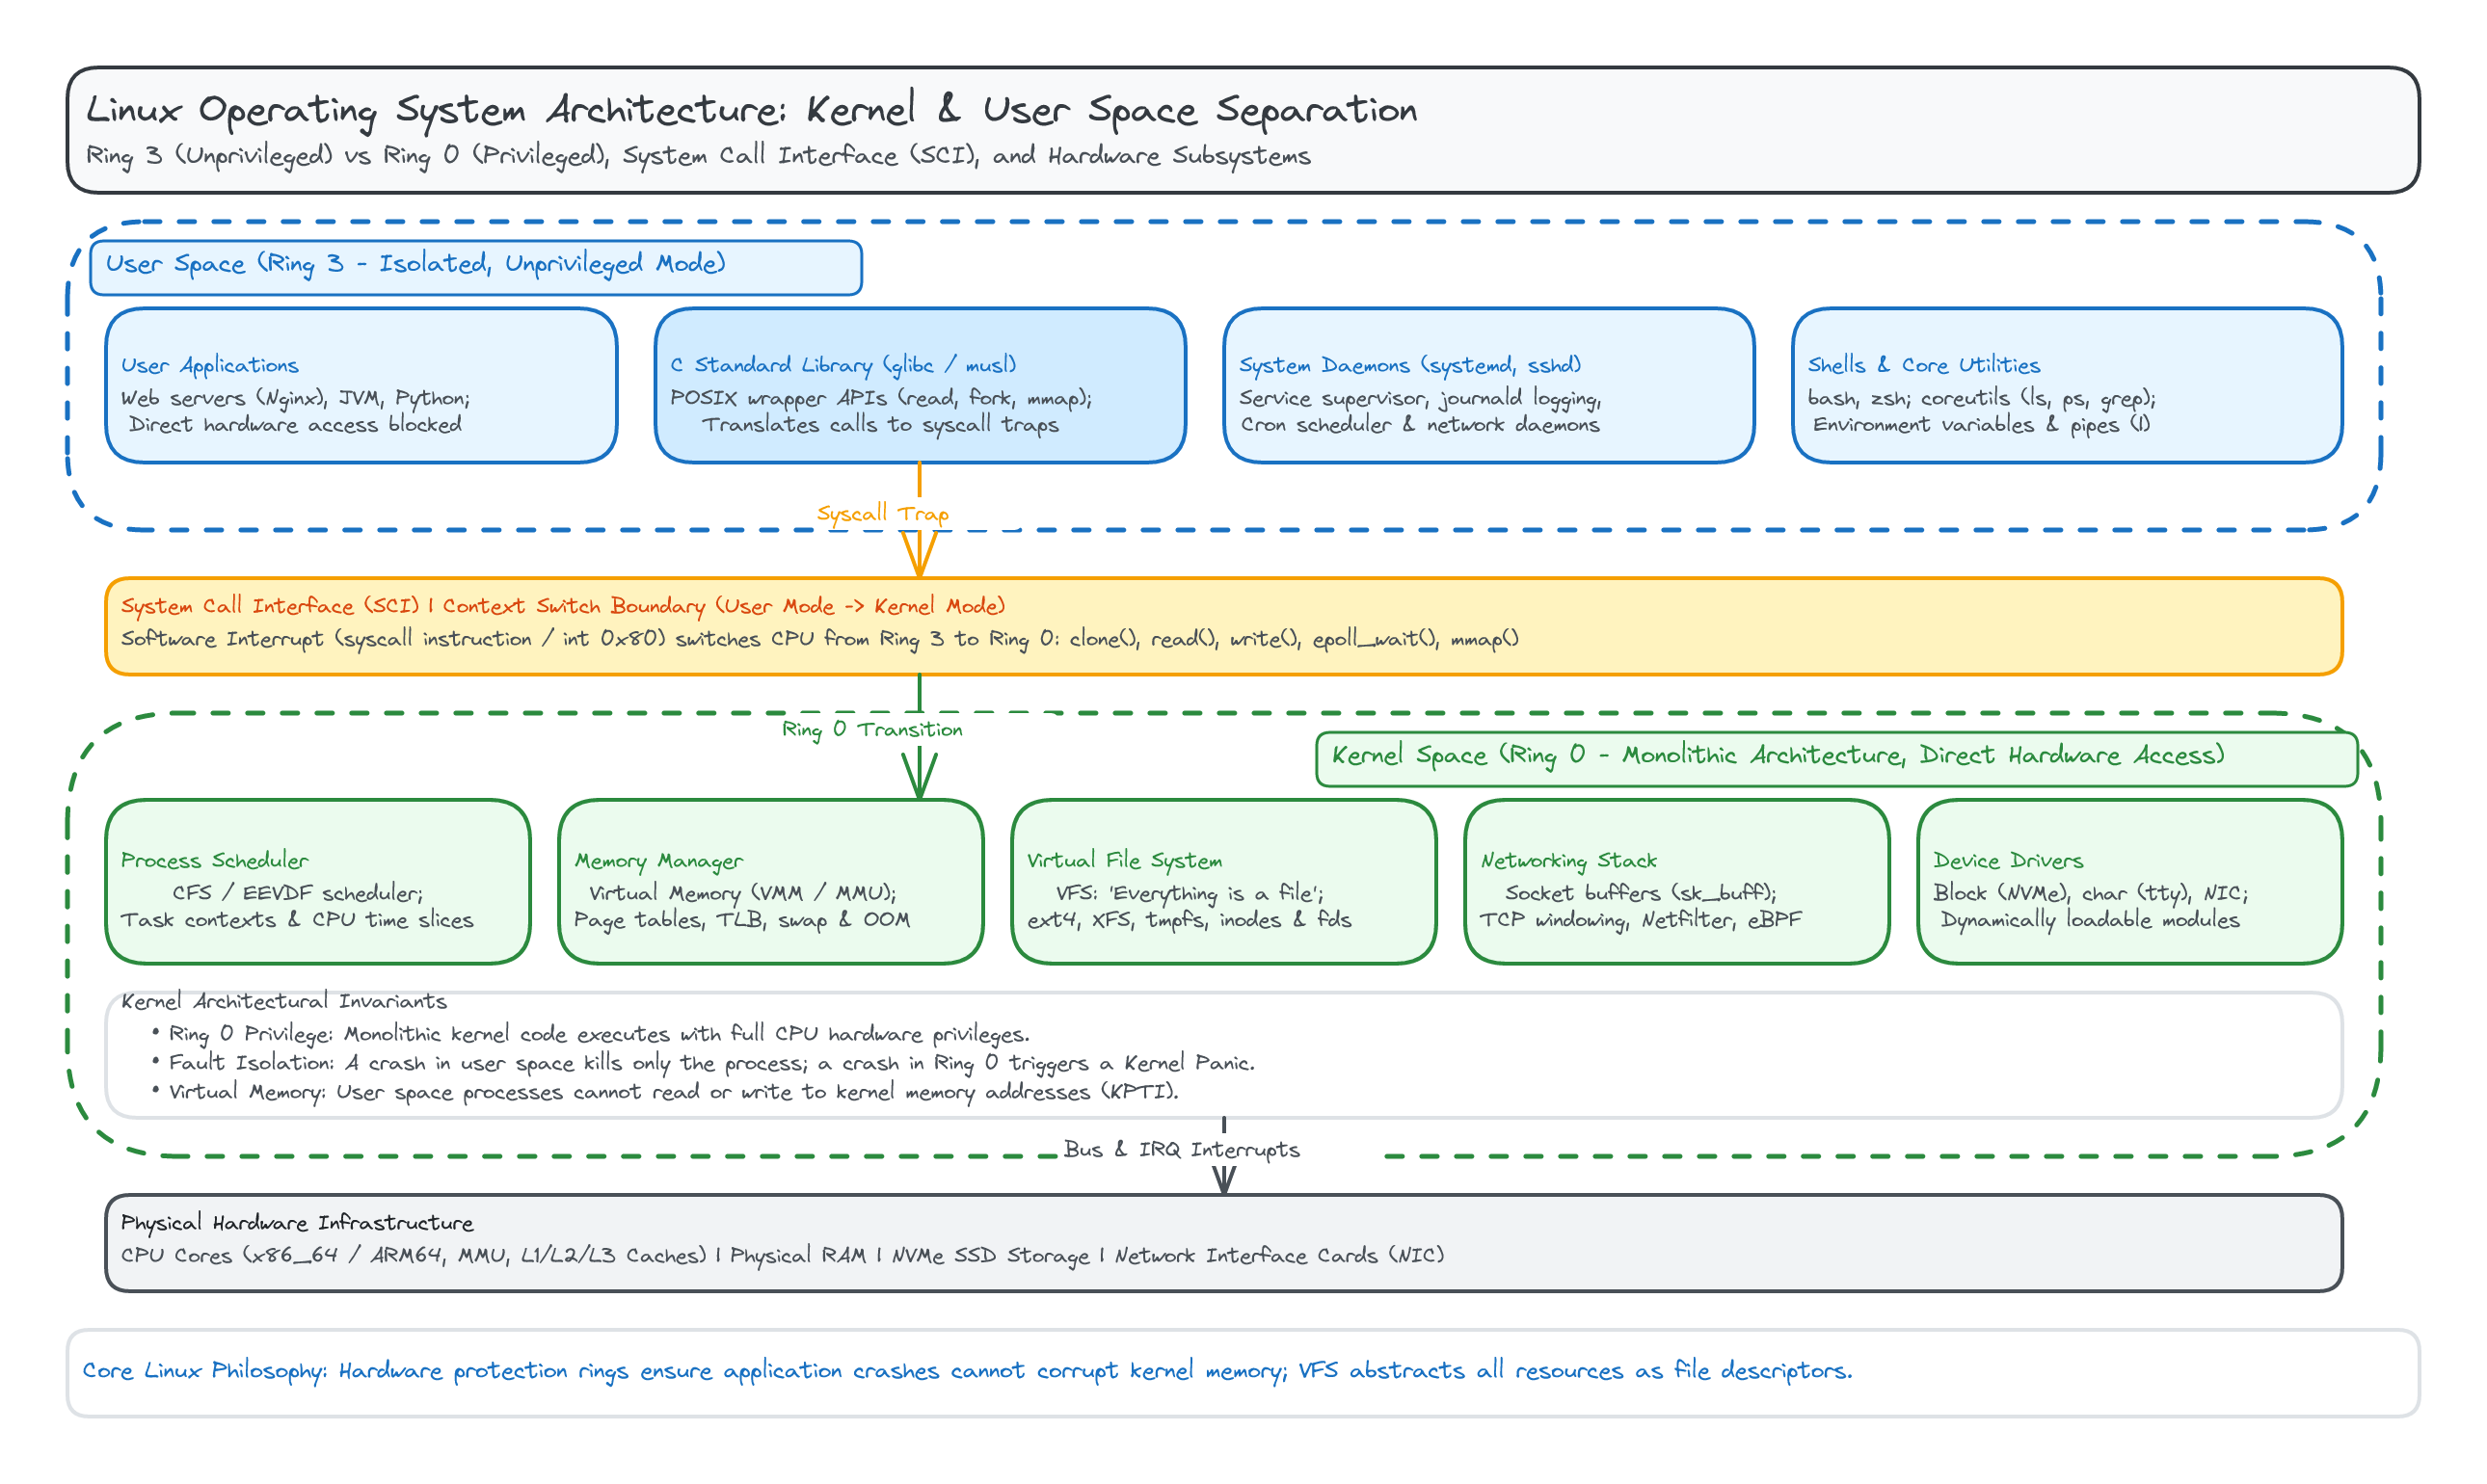 Linux Operating System Architecture: Kernel & User Space Separation
Ring 3 (Unprivileged) vs Ring 0 (Privileged), System Call Interface (SCI), and Hardware Subsystems
User Space (Ring 3 - Isolated, Unprivileged Mode)
User Applications
Web servers (Nginx), JVM, Python;
Direct hardware access blocked
C Standard Library (glibc / musl)
POSIX wrapper APIs (read, fork, mmap);
Translates calls to syscall traps
System Daemons (systemd, sshd)
Service supervisor, journald logging,
Cron scheduler & network daemons
Shells & Core Utilities
bash, zsh; coreutils (ls, ps, grep);
Environment variables & pipes (|)
Syscall Trap
System Call Interface (SCI) | Context Switch Boundary (User Mode -> Kernel Mode)
Software Interrupt (syscall instruction / int 0x80) switches CPU from Ring 3 to Ring 0: clone(), read(), write(), epoll_wait(), mmap()
Ring 0 Transition
Kernel Space (Ring 0 - Monolithic Architecture, Direct Hardware Access)
Process Scheduler
CFS / EEVDF scheduler;
Task contexts & CPU time slices
Memory Manager
Virtual Memory (VMM / MMU);
Page tables, TLB, swap & OOM
Virtual File System
VFS: 'Everything is a file';
ext4, XFS, tmpfs, inodes & fds
Networking Stack
Socket buffers (sk_buff);
TCP windowing, Netfilter, eBPF
Device Drivers
Block (NVMe), char (tty), NIC;
Dynamically loadable modules
Kernel Architectural Invariants
• Ring 0 Privilege: Monolithic kernel code executes with full CPU hardware privileges.
• Fault Isolation: A crash in user space kills only the process; a crash in Ring 0 triggers a Kernel Panic.
• Virtual Memory: User space processes cannot read or write to kernel memory addresses (KPTI).
Bus & IRQ Interrupts
Physical Hardware Infrastructure
CPU Cores (x86_64 / ARM64, MMU, L1/L2/L3 Caches) | Physical RAM | NVMe SSD Storage | Network Interface Cards (NIC)
Core Linux Philosophy: Hardware protection rings ensure application crashes cannot corrupt kernel memory; VFS abstracts all resources as file descriptors.